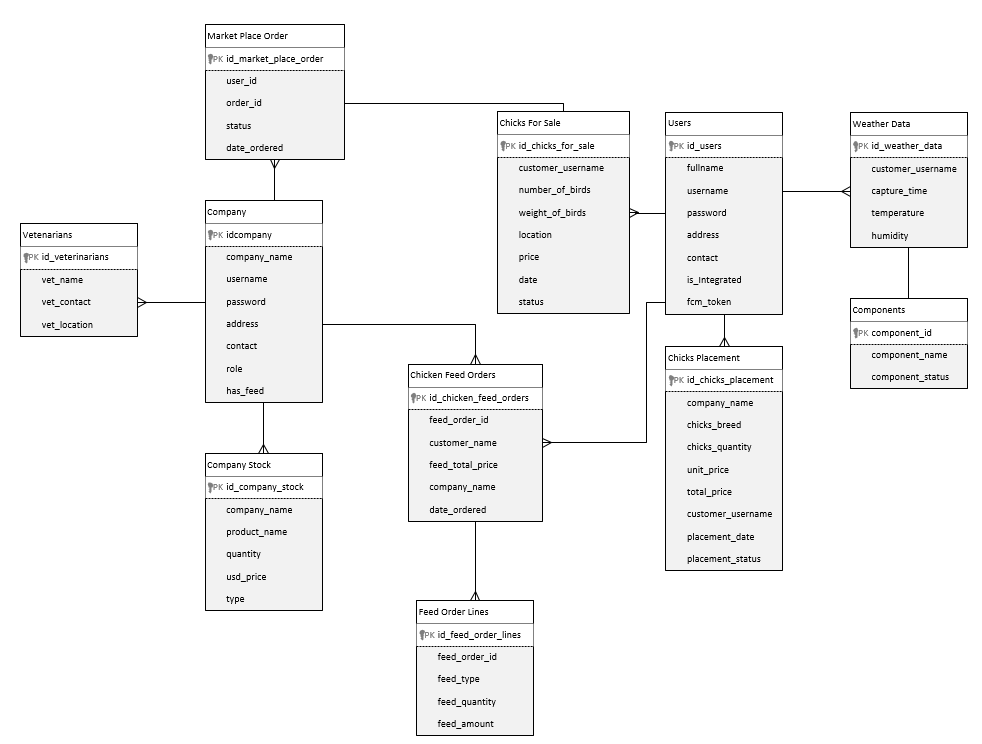 Market Place Order
PK id_market_place_order
user_id
order_id
status
date_ordered
Chicks For Sale
PK id_chicks_for_sale
customer_username
number_of_birds
weight_of_birds
location
price
date
status
Users
PK id_users
fullname
username
password
address
contact
is_Integrated
fcm_token
Weather Data
PK id_weather_data
customer_username
capture_time
temperature
humidity
Vetenarians
PK id_veterinarians
vet_name
vet_contact
vet_location
Company
PK idcompany
company_name
username
password
address
contact
role
has_feed
Components
PK component_id
component_name
component_status
Chicken Feed Orders
PK id_chicken_feed_orders
feed_order_id
customer_name
feed_total_price
company_name
date_ordered
Chicks Placement
PK id_chicks_placement
company_name
chicks_breed
chicks_quantity
unit_price
total_price
customer_username
placement_date
placement_status
Company Stock
PK id_company_stock
company_name
product_name
quantity
usd_price
type
Feed Order Lines
PK id_feed_order_lines
feed_order_id
feed_type
feed_quantity
feed_amount